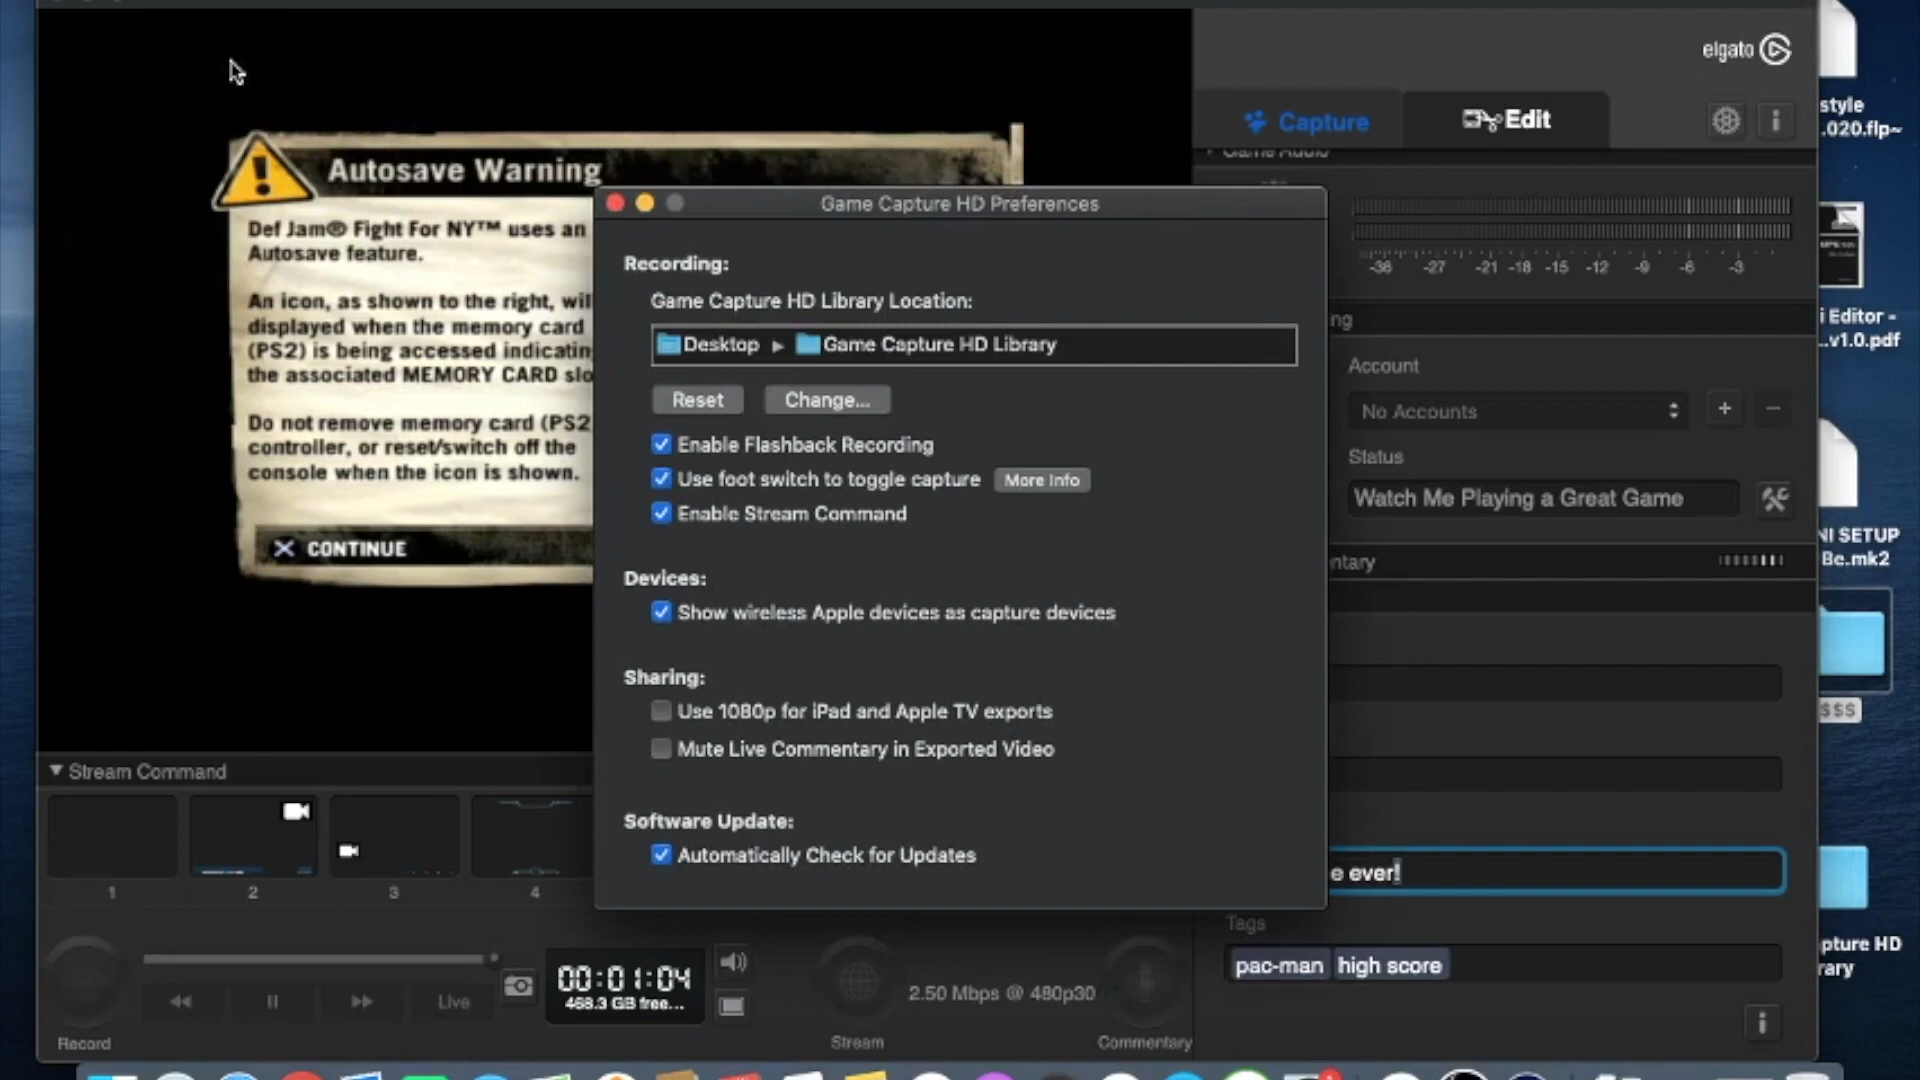 elgato
Capture
Edit
style
.020.flp~
Autosave Warning
Def Jam® Fight For NY™ uses an
Autosave feature.
An icon, as shown to the right, wil
displayed when the memory card
(PS2) is being accessed indicatin
the associated MEMORY CARD slo
Do not remove memory card (PS2
controller, or reset/switch off the
console when the icon is shown.
CONTINUE
Game Capture HD Preferences
Recording:
Game Capture HD Library Location:
Desktop ▸ Game Capture HD Library
Reset Change...
Enable Flashback Recording
Use foot switch to toggle capture More Info
Enable Stream Command
Devices:
Show wireless Apple devices as capture devices
Sharing:
Use 1080p for iPad and Apple TV exports
Mute Live Commentary in Exported Video
Software Update:
Automatically Check for Updates
Game Audio
-36 -27 -21 -18 -15 -12 -9 -6 -3
ng
Account
No Accounts
Status
Watch Me Playing a Great Game
ntary
e ever!
Tags
pac-man high score
i Editor -
..v1.0.pdf
NI SETUP
Be.mk2
$$$
pture HD
rary
Stream Command
1 2 3 4
00:01:04
468.3 GB free...
Live
2.50 Mbps @ 480p30
Record
Stream
Commentary